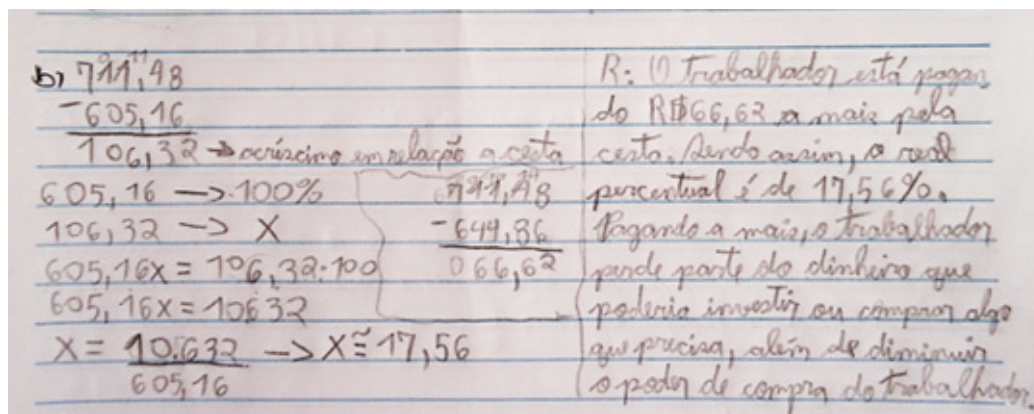 b) 711,48
-605,16
106,32 → acréscimo em relação a cesta
605,16 → 100%
106,32 → X
605,16x = 106,32·100
605,16x = 10632
X = 10.632 → X ≅ 17,56
605,16
711,48
-644,86
066,62
R: O trabalhador está pagan
do R$66,62 a mais pela
cesta. Sendo assim, o real
percentual é de 17,56%.
Pagando a mais, o trabalhador
perde parte do dinheiro que
poderia investir ou comprar algo
que precisa, além de diminuir
o poder de compra do trabalhador.